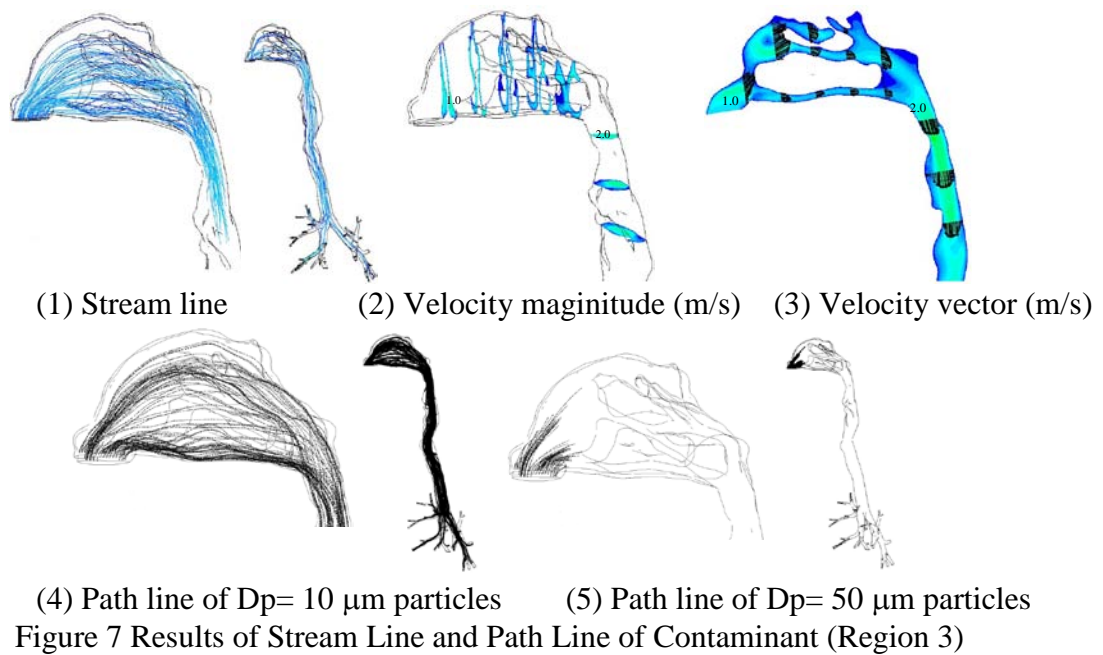 1.0
2.0
1.0
2.0
(1) Stream line
(2) Velocity maginitude (m/s)
(3) Velocity vector (m/s)
(4) Path line of Dp= 10 μm particles
(5) Path line of Dp= 50 μm particles
Figure 7 Results of Stream Line and Path Line of Contaminant (Region 3)